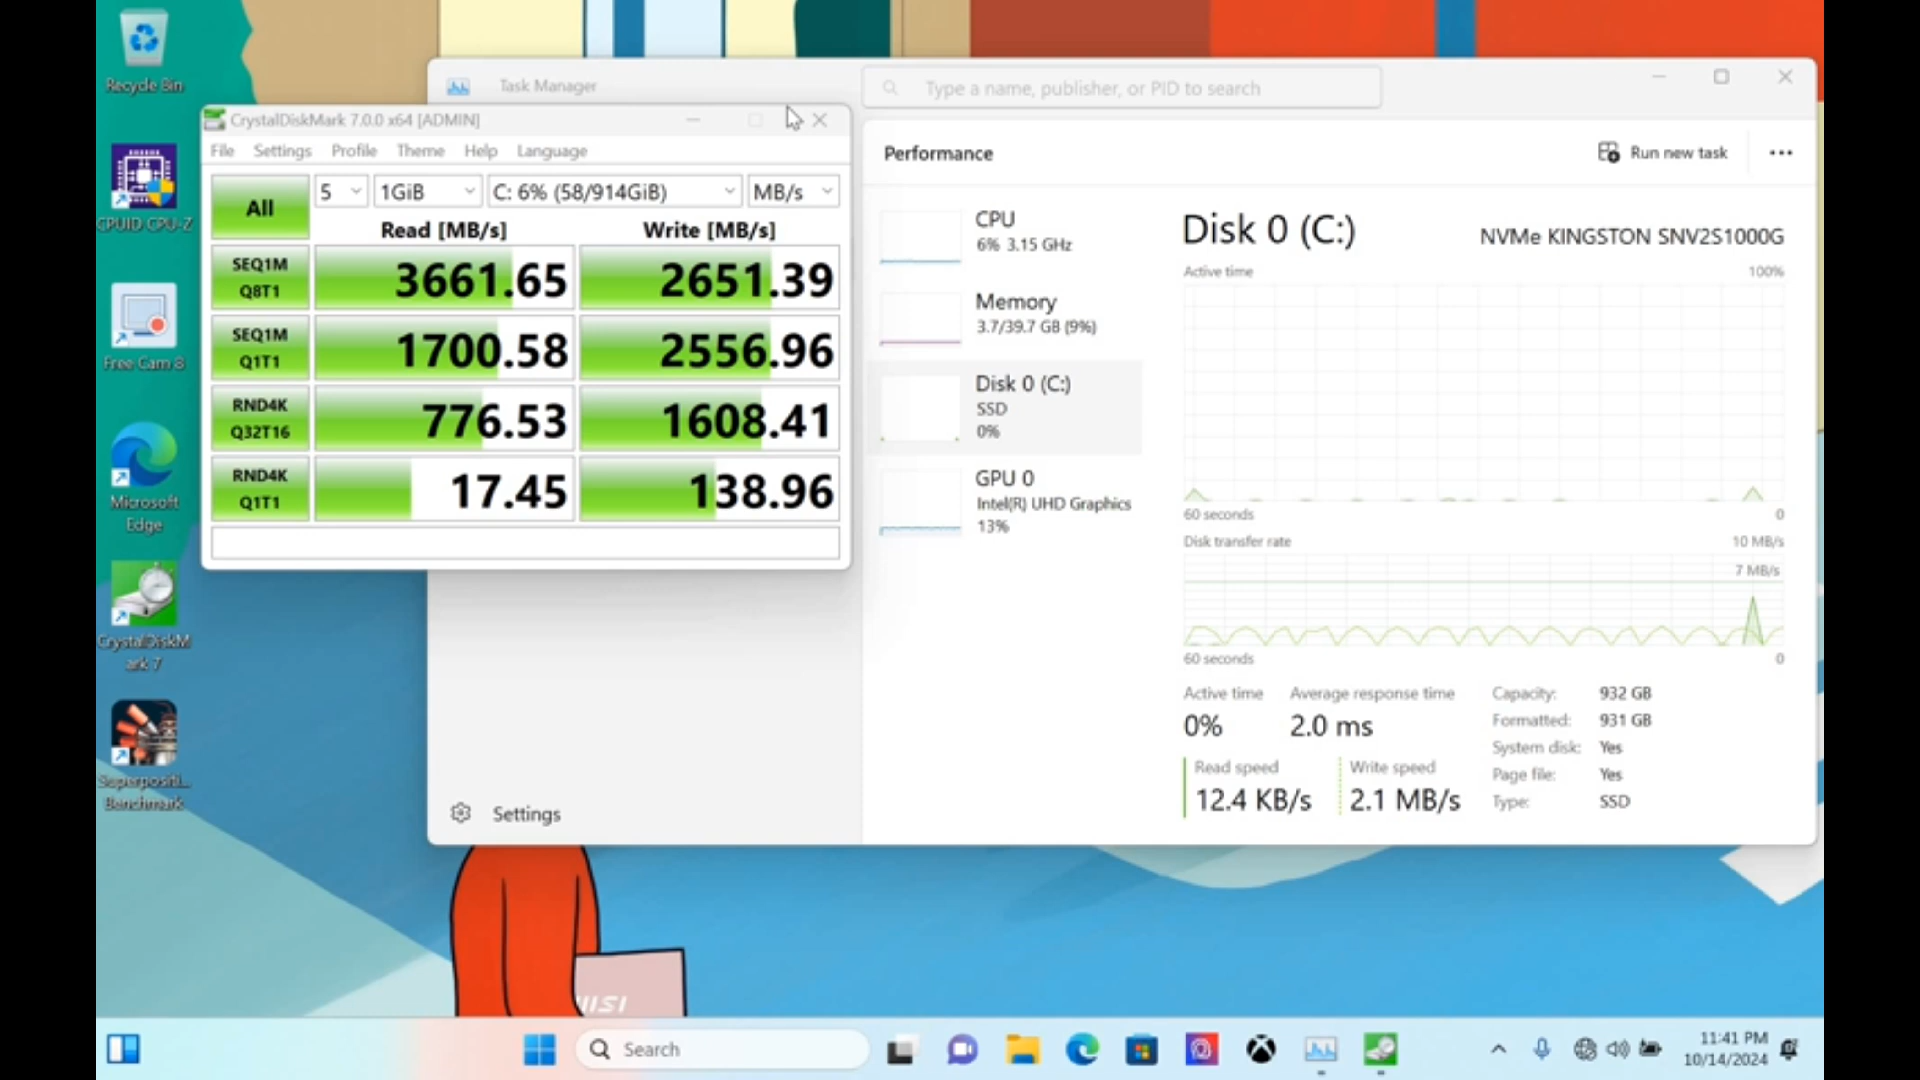 Recycle Bin
CPUID CPU-Z
Free Cam 8
Microsoft
Edge
CrystalDiskM
ark 7
Superpositi...
Benchmark
Task Manager
Type a name, publisher, or PID to search
CrystalDiskMark 7.0.0 x64 [ADMIN]
File Settings Profile Theme Help Language
All 5 1GiB C: 6% (58/914GiB) MB/s
Read [MB/s] Write [MB/s]
SEQ1M
Q8T1
3661.65 2651.39
SEQ1M
Q1T1
1700.58 2556.96
RND4K
Q32T16
776.53 1608.41
RND4K
Q1T1
17.45 138.96
Settings
Performance
Run new task
CPU
6% 3.15 GHz
Memory
3.7/39.7 GB (9%)
Disk 0 (C:)
SSD
0%
GPU 0
Intel(R) UHD Graphics
13%
Disk 0 (C:) NVMe KINGSTON SNV2S1000G
Active time 100%
60 seconds 0
Disk transfer rate 10 MB/s
7 MB/s
60 seconds 0
Active time Average response time
0% 2.0 ms
Read speed Write speed
12.4 KB/s 2.1 MB/s
Capacity: 932 GB
Formatted: 931 GB
System disk: Yes
Page file: Yes
Type: SSD
Search
11:41 PM
10/14/2024